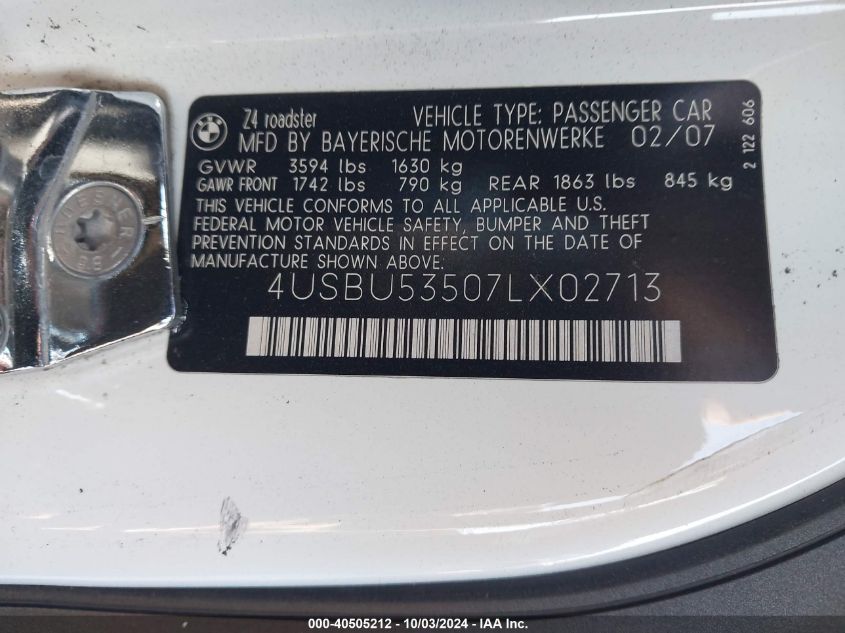 BMW
Z4 roadster
VEHICLE TYPE: PASSENGER CAR
MFD BY BAYERISCHE MOTORENWERKE 02/07
GVWR 3594 lbs 1630 kg
GAWR FRONT 1742 lbs 790 kg REAR 1863 lbs 845 kg
THIS VEHICLE CONFORMS TO ALL APPLICABLE U.S.
FEDERAL MOTOR VEHICLE SAFETY, BUMPER AND THEFT
PREVENTION STANDARDS IN EFFECT ON THE DATE OF
MANUFACTURE SHOWN ABOVE:
4USBU53507LX02713
2 122 606
000-40505212 - 10/03/2024 - IAA Inc.